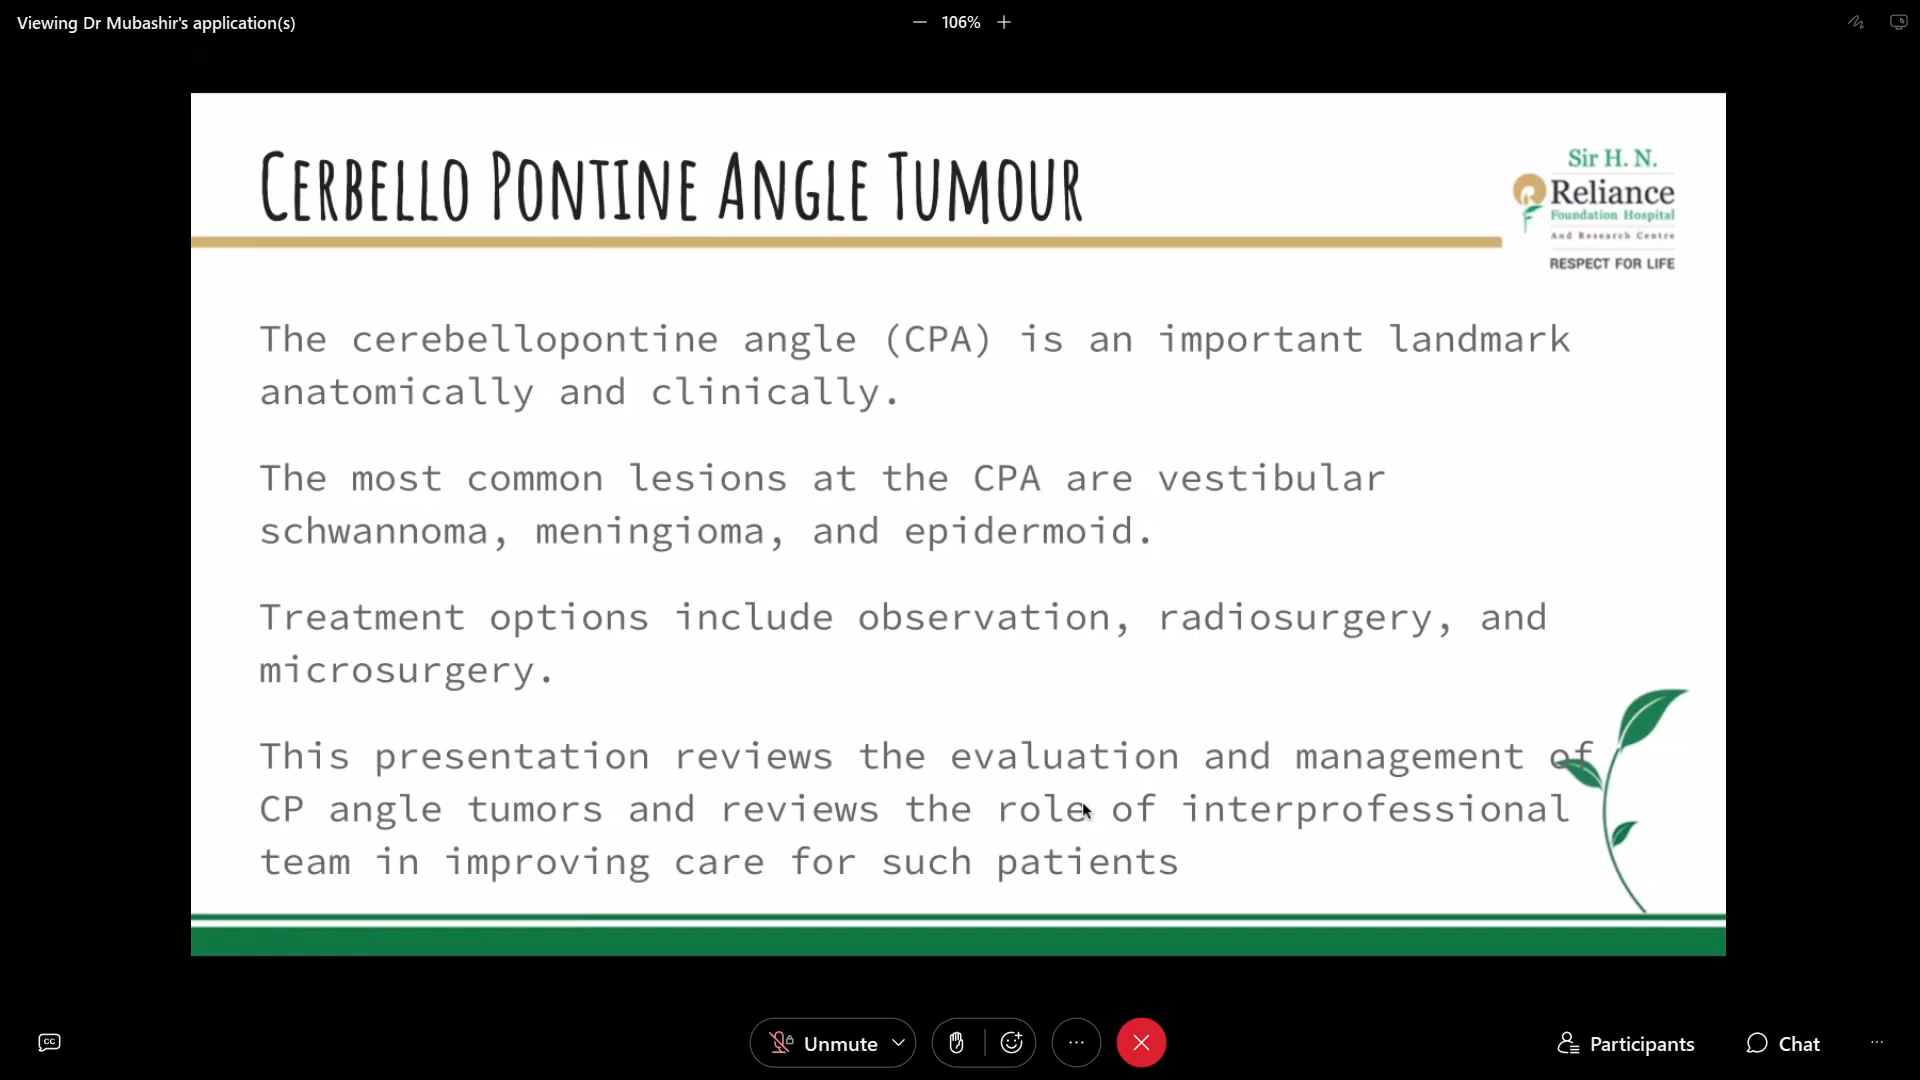 Viewing Dr Mubashir's application(s)
106%
CERBELLO PONTINE ANGLE TUMOUR
Sir H. N.
Reliance
Foundation Hospital
And Research Centre
RESPECT FOR LIFE
The cerebellopontine angle (CPA) is an important landmark
anatomically and clinically.
The most common lesions at the CPA are vestibular
schwannoma, meningioma, and epidermoid.
Treatment options include observation, radiosurgery, and
microsurgery.
This presentation reviews the evaluation and management of
CP angle tumors and reviews the role of interprofessional
team in improving care for such patients
CC
Unmute
Participants
Chat